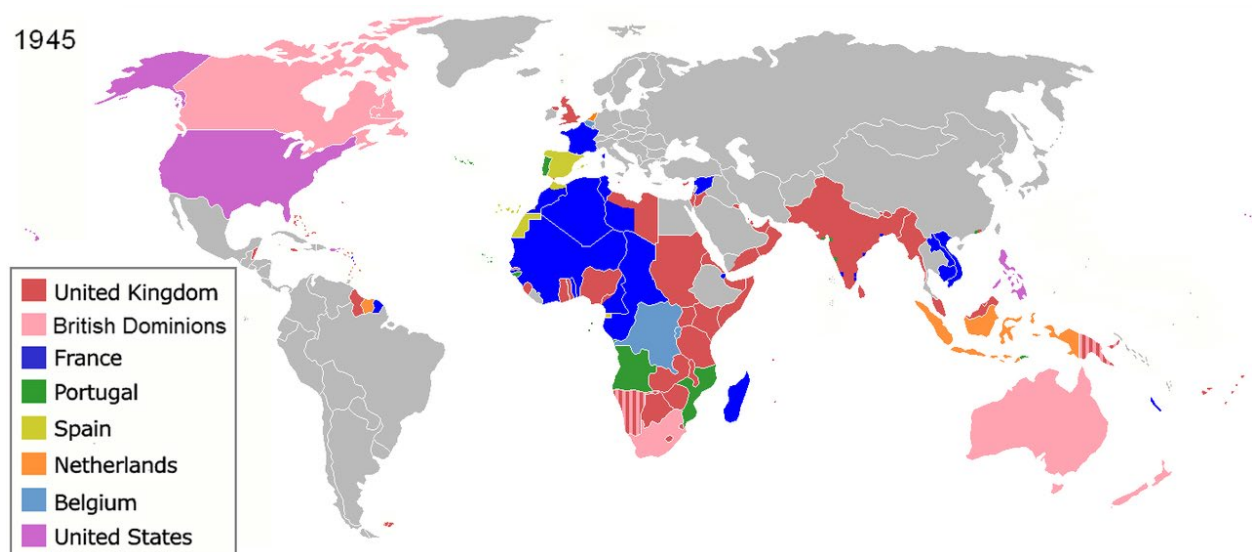 1945
United Kingdom
British Dominions
France
Portugal
Spain
Netherlands
Belgium
United States